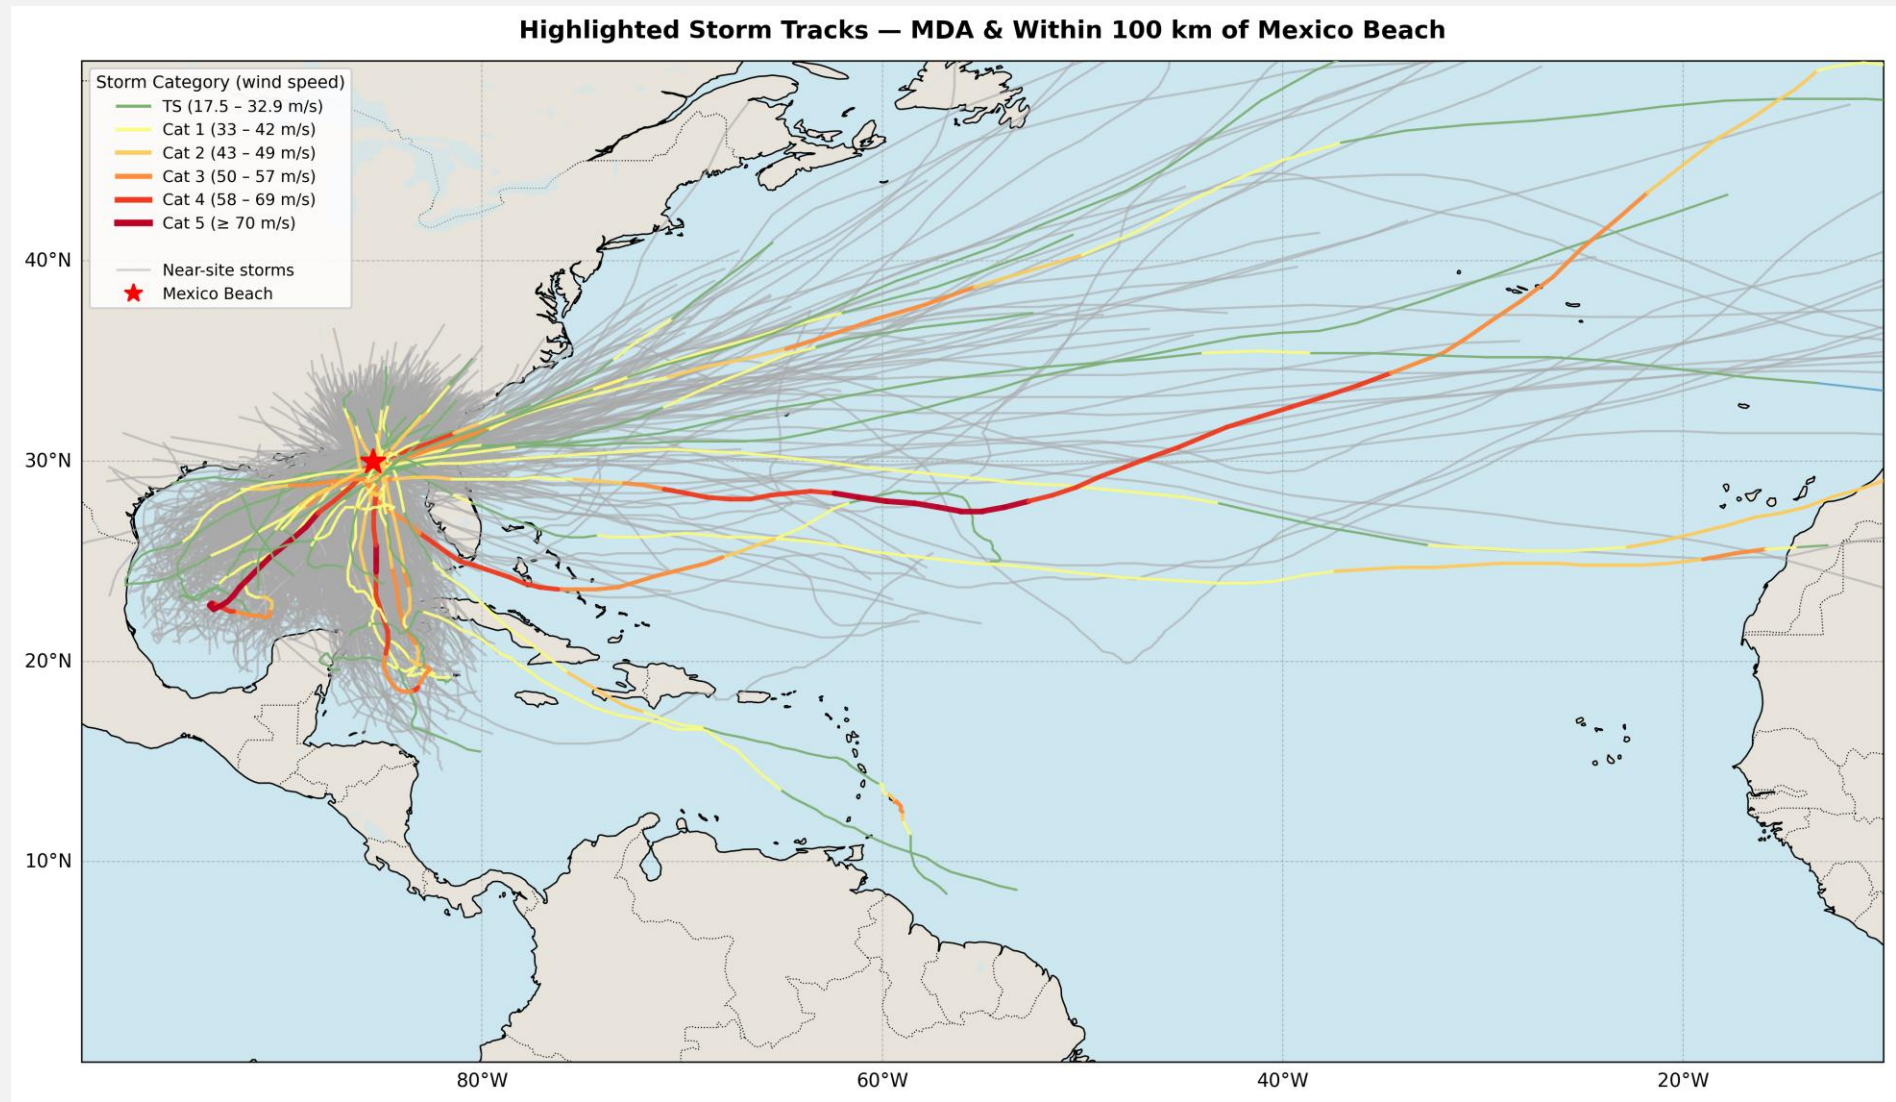 Highlighted Storm Tracks — MDA & Within 100 km of Mexico Beach
Storm Category (wind speed)
TS (17.5 – 32.9 m/s)
Cat 1 (33 – 42 m/s)
Cat 2 (43 – 49 m/s)
Cat 3 (50 – 57 m/s)
Cat 4 (58 – 69 m/s)
Cat 5 (≥ 70 m/s)
Near-site storms
Mexico Beach
40°N
30°N
20°N
10°N
80°W
60°W
40°W
20°W